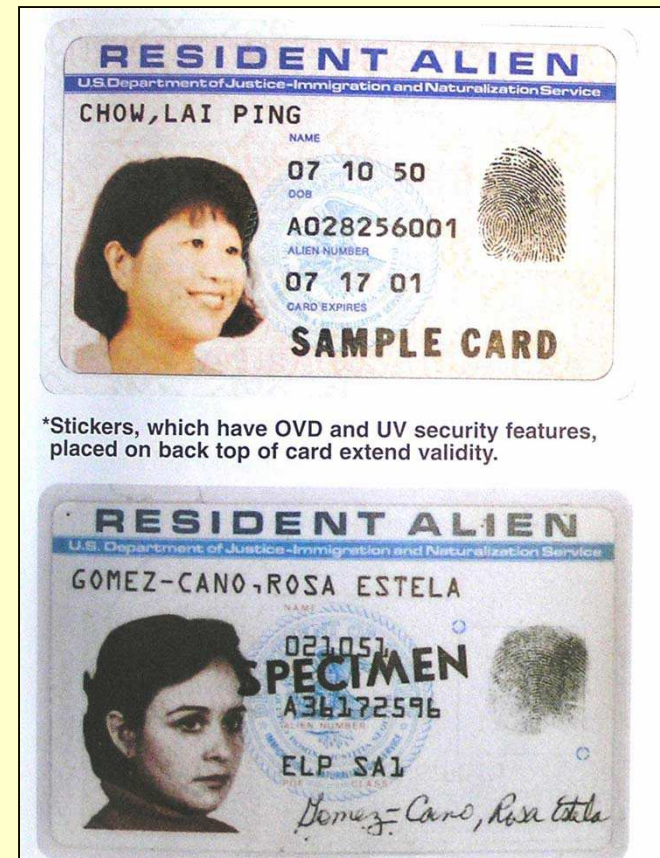 RESIDENT ALIEN
U.S. Department of Justice-Immigration and Naturalization Service
CHOW,LAI PING
NAME
07 10 50
DOB
A028256001
ALIEN NUMBER
07 17 01
CARD EXPIRES
SAMPLE CARD
*Stickers, which have OVD and UV security features,
placed on back top of card extend validity.
RESIDENT ALIEN
U.S. Department of Justice-Immigration and Naturalization Service
GOMEZ-CANO,ROSA ESTELA
NAME
021051
SPECIMEN
A36172596
ALIEN NUMBER
ELP SA1
CLASS
Gomez-Cano, Rosa Estela